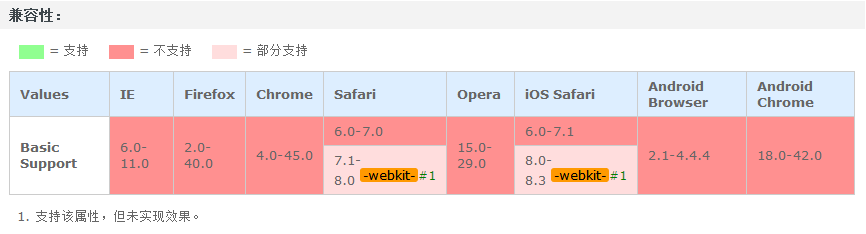 兼容性：
= 支持 = 不支持 = 部分支持
Values IE Firefox Chrome Safari Opera iOS Safari Android Browser Android Chrome
Basic Support 6.0-11.0 2.0-40.0 4.0-45.0 6.0-7.0 15.0-29.0 6.0-7.1 2.1-4.4.4 18.0-42.0
7.1-8.0 -webkit-#1 8.0-8.3 -webkit-#1
1. 支持该属性，但未实现效果。